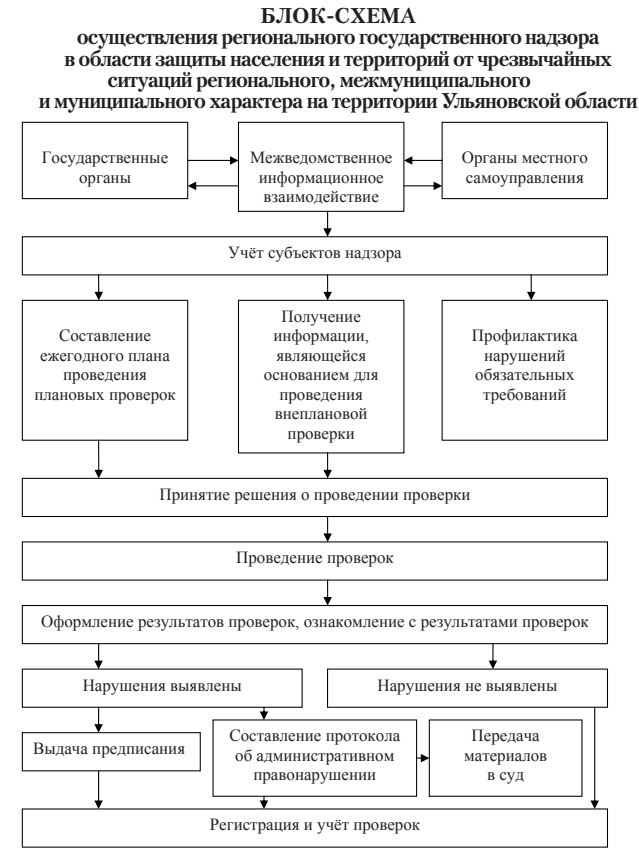 БЛОК-СХЕМА
осуществления регионального государственного надзора
в области защиты населения и территорий от чрезвычайных
ситуаций регионального, межмуниципального
и муниципального характера на территории Ульяновской области
Государственные
органы
Межведомственное
информационное
взаимодействие
Органы местного
самоуправления
Учёт субъектов надзора
Составление
ежегодного плана
проведения
плановых проверок
Получение
информации,
являющейся
основанием для
проведения
внеплановой
проверки
Профилактика
нарушений
обязательных
требований
Принятие решения о проведении проверки
Проведение проверок
Оформление результатов проверок, ознакомление с результатами проверок
Нарушения выявлены
Нарушения не выявлены
Выдача предписания
Составление протокола
об административном
правонарушении
Передача
материалов
в суд
Регистрация и учёт проверок